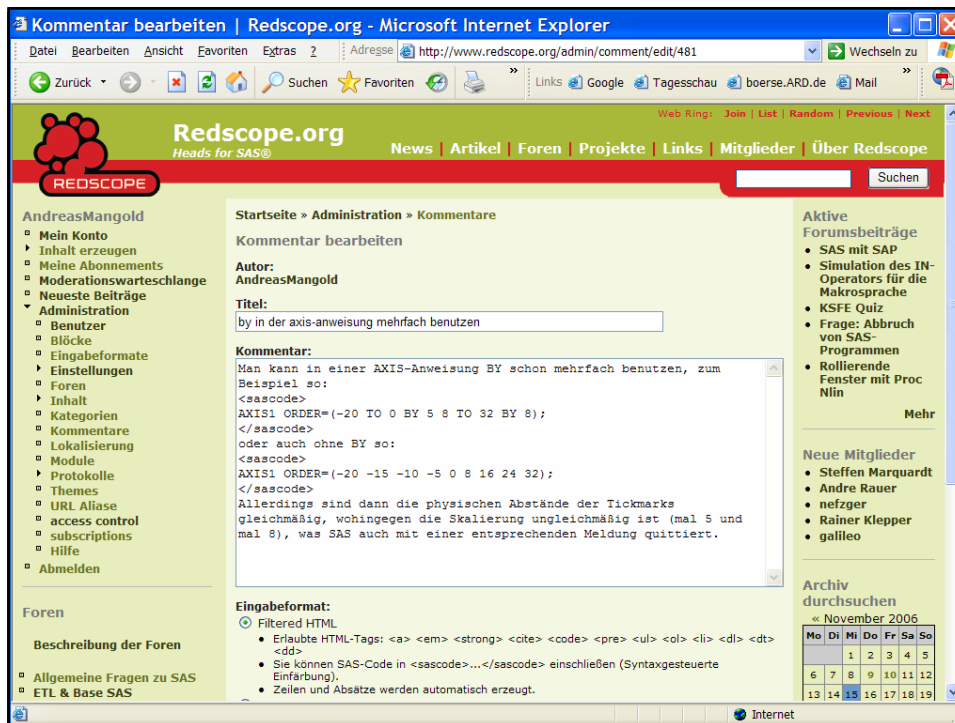 Kommentar bearbeiten | Redscope.org - Microsoft Internet Explorer
Datei Bearbeiten Ansicht Favoriten Extras ? Adresse http://www.redscope.org/admin/comment/edit/481 Wechseln zu
Zurück Suchen Favoriten » Links Google Tagesschau boerse.ARD.de Mail »
Web Ring: Join | List | Random | Previous | Next
Redscope.org
Heads for SAS®
News | Artikel | Foren | Projekte | Links | Mitglieder | Über Redscope
REDSCOPE
Suchen
AndreasMangold
Mein Konto
Inhalt erzeugen
Meine Abonnements
Moderationswarteschlange
Neueste Beiträge
Administration
Benutzer
Blöcke
Eingabeformate
Einstellungen
Foren
Inhalt
Kategorien
Kommentare
Lokalisierung
Module
Protokolle
Themes
URL Aliase
access control
subscriptions
Hilfe
Abmelden
Foren
Beschreibung der Foren
Allgemeine Fragen zu SAS
ETL & Base SAS
Startseite » Administration » Kommentare
Kommentar bearbeiten
Autor:
AndreasMangold
Titel:
by in der axis-anweisung mehrfach benutzen
Kommentar:
Man kann in einer AXIS-Anweisung BY schon mehrfach benutzen, zum
Beispiel so:
<sascode>
AXIS1 ORDER=(-20 TO 0 BY 5 8 TO 32 BY 8);
</sascode>
oder auch ohne BY so:
<sascode>
AXIS1 ORDER=(-20 -15 -10 -5 0 8 16 24 32);
</sascode>
Allerdings sind dann die physischen Abstände der Tickmarks
gleichmäßig, wohingegen die Skalierung ungleichmäßig ist (mal 5 und
mal 8), was SAS auch mit einer entsprechenden Meldung quittiert.
Eingabeformat:
Filtered HTML
Erlaubte HTML-Tags: <a> <em> <strong> <cite> <code> <pre> <ul> <ol> <li> <dl> <dt>
<dd>
Sie können SAS-Code in <sascode>...</sascode> einschließen (Syntaxgesteuerte
Einfärbung).
Zeilen und Absätze werden automatisch erzeugt.
Aktive
Forumsbeiträge
SAS mit SAP
Simulation des IN-
Operators für die
Makrosprache
KSFE Quiz
Frage: Abbruch
von SAS-
Programmen
Rollierende
Fenster mit Proc
Nlin
Mehr
Neue Mitglieder
Steffen Marquardt
Andre Rauer
nefzger
Rainer Klepper
galileo
Archiv
durchsuchen
« November 2006
Mo Di Mi Do Fr Sa So
1 2 3 4 5
6 7 8 9 10 11 12
13 14 15 16 17 18 19
Internet